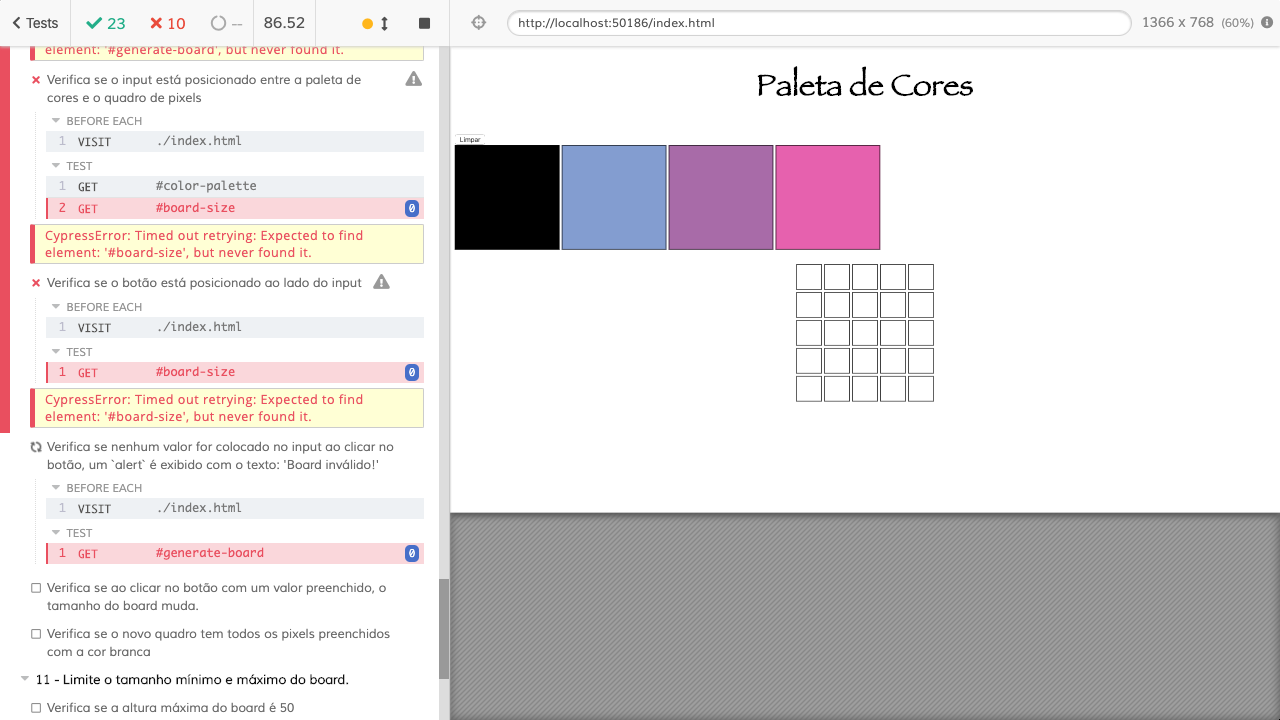 Tests
23
10
--
86.52
http://localhost:50186/index.html
1366 x 768 (60%)
element: '#generate-board', but never found it.
Verifica se o input está posicionado entre a paleta de
cores e o quadro de pixels
BEFORE EACH
1 VISIT ./index.html
TEST
1 GET #color-palette
2 GET #board-size 0
CypressError: Timed out retrying: Expected to find
element: '#board-size', but never found it.
Verifica se o botão está posicionado ao lado do input
BEFORE EACH
1 VISIT ./index.html
TEST
1 GET #board-size 0
CypressError: Timed out retrying: Expected to find
element: '#board-size', but never found it.
Verifica se nenhum valor for colocado no input ao clicar no
botão, um `alert` é exibido com o texto: 'Board inválido!'
BEFORE EACH
1 VISIT ./index.html
TEST
1 GET #generate-board 0
Verifica se ao clicar no botão com um valor preenchido, o
tamanho do board muda.
Verifica se o novo quadro tem todos os pixels preenchidos
com a cor branca
11 - Limite o tamanho mínimo e máximo do board.
Verifica se a altura máxima do board é 50
Paleta de Cores
Limpar